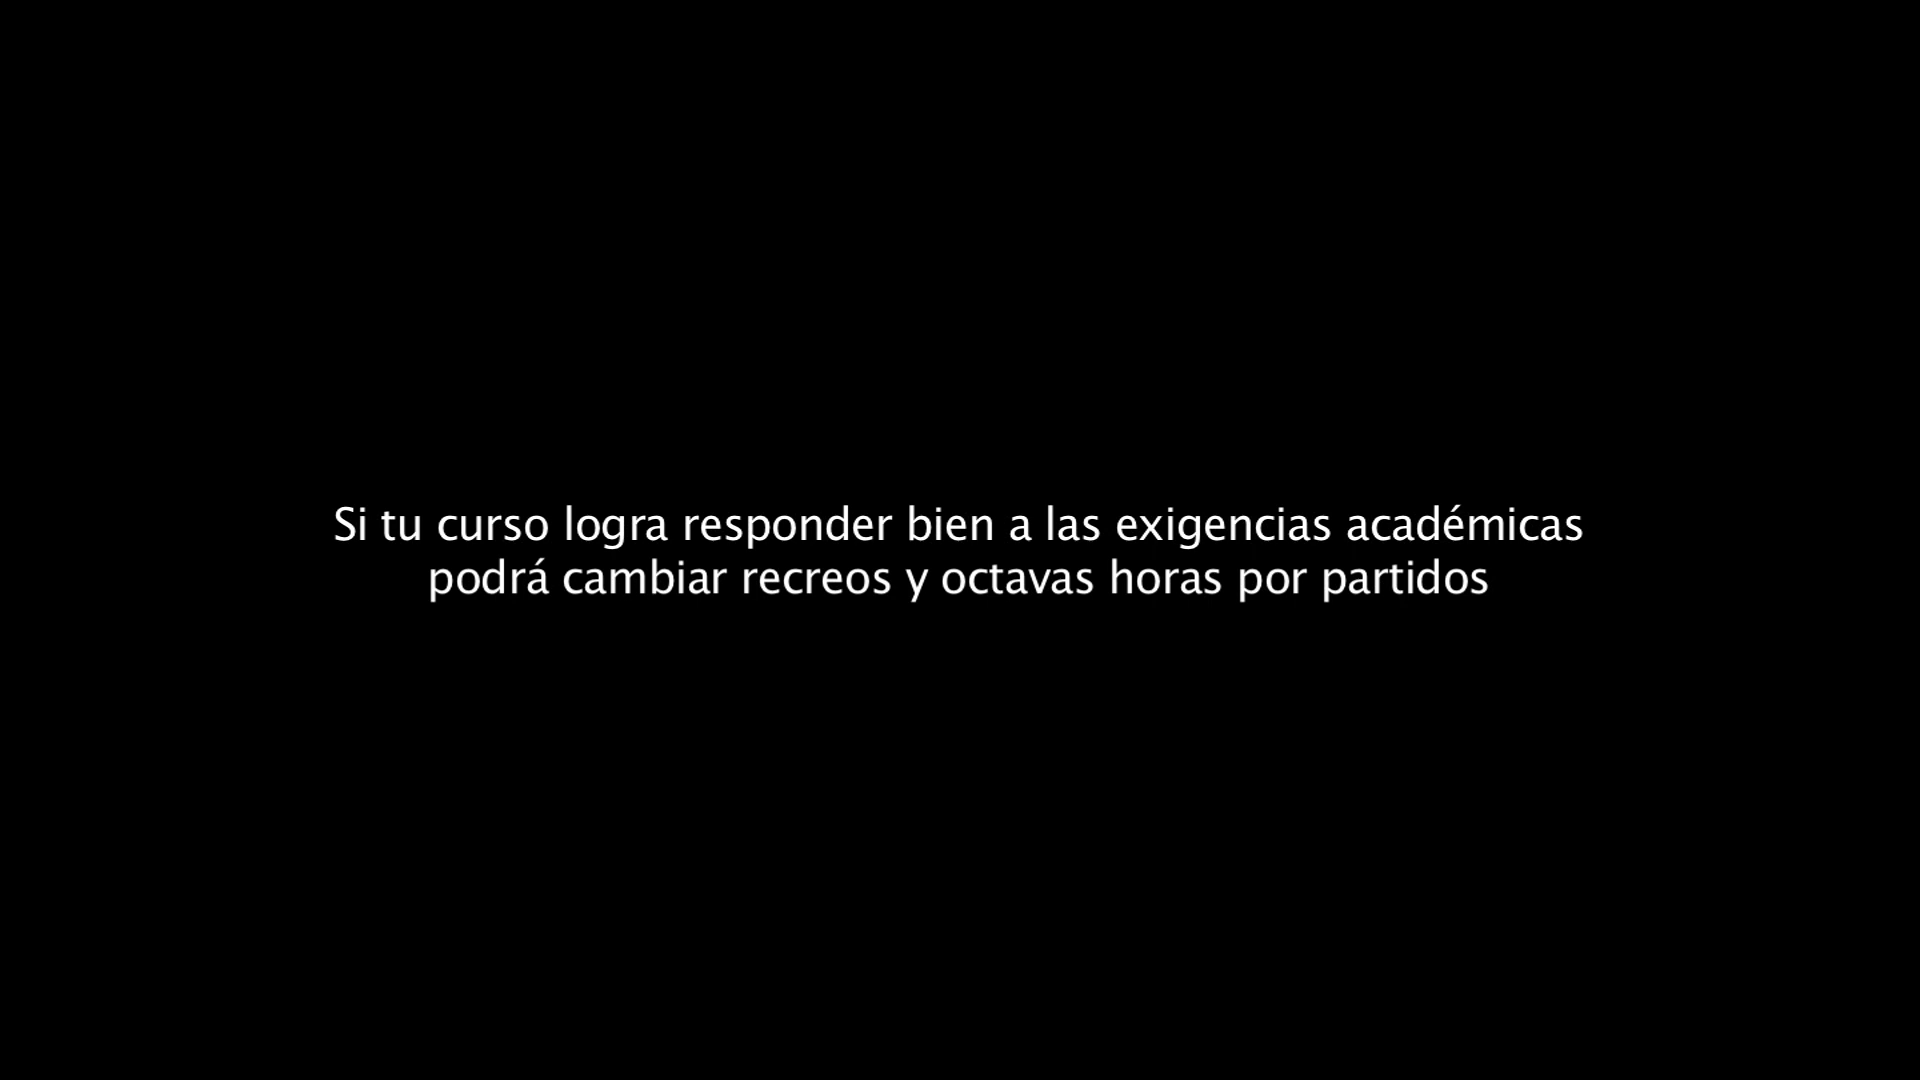 Si tu curso logra responder bien a las exigencias académicas
podrá cambiar recreos y octavas horas por partidos